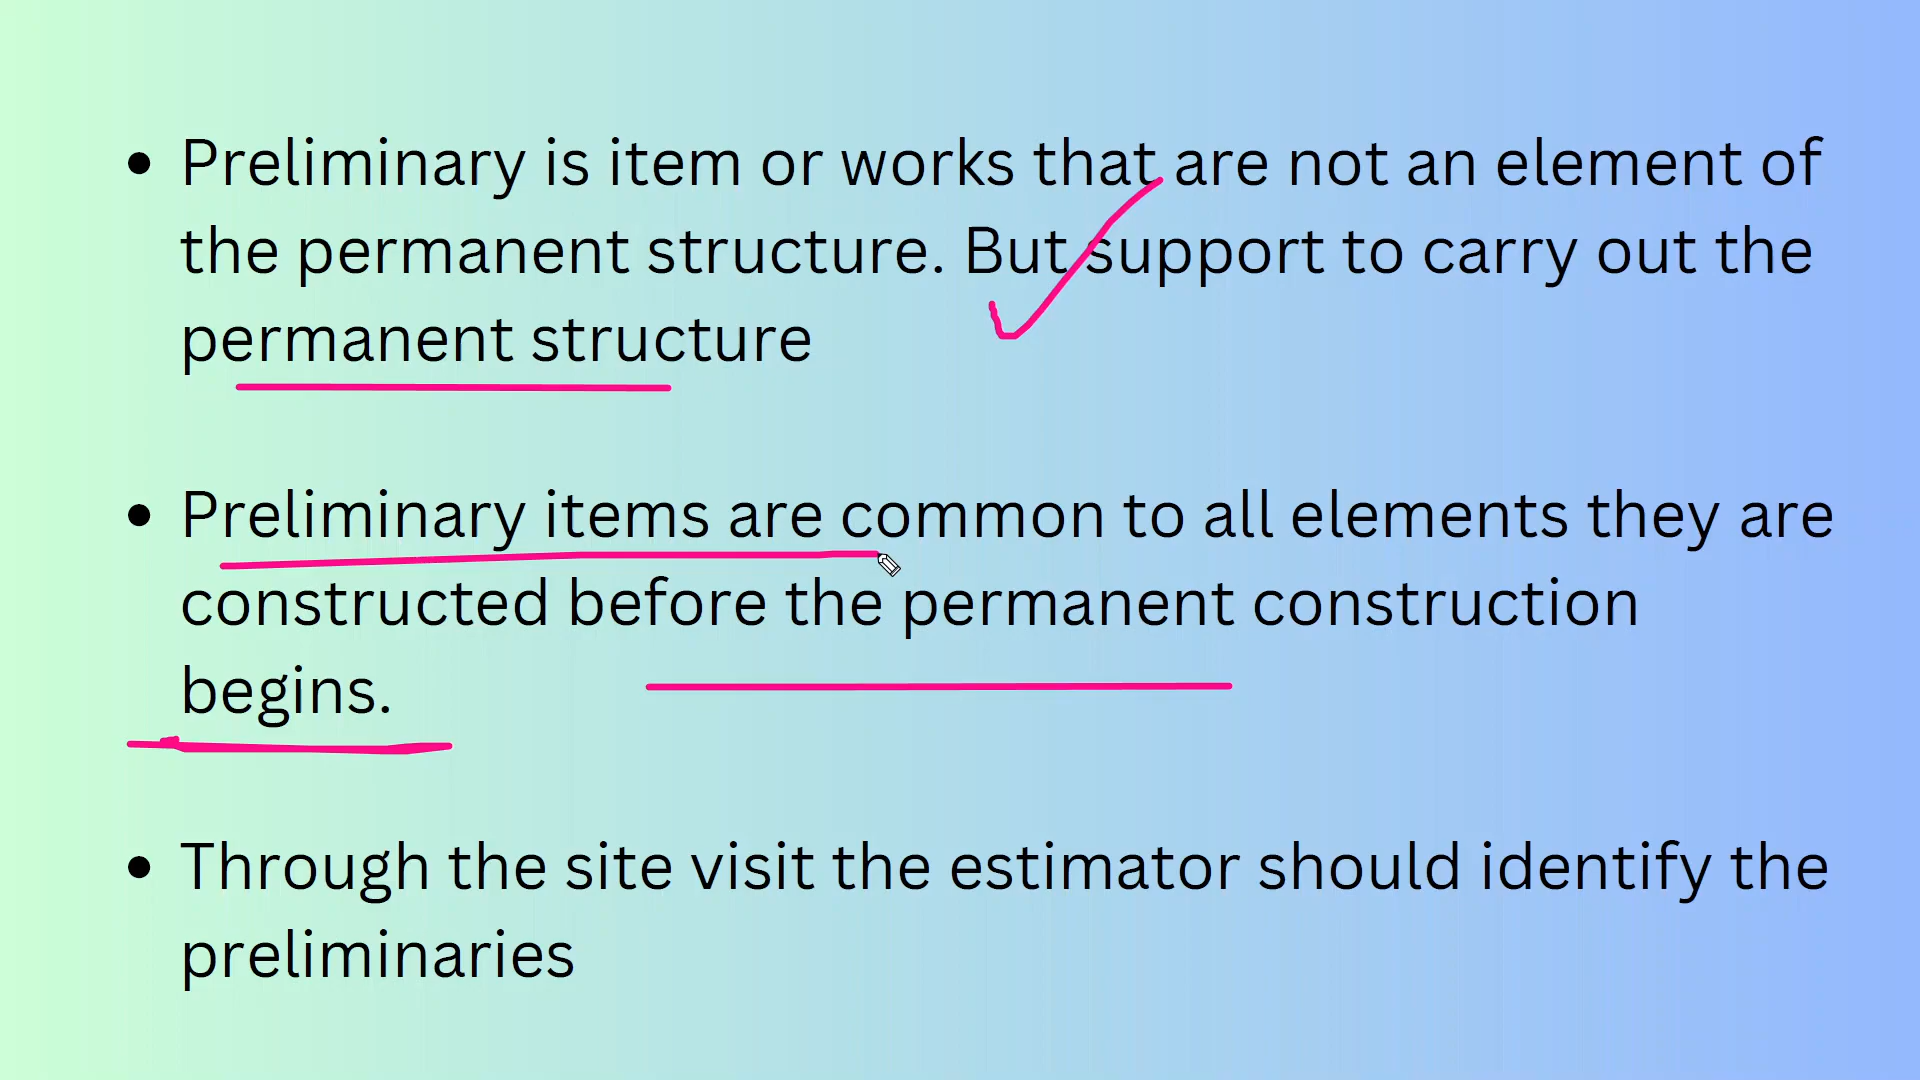 • Preliminary is item or works that are not an element of
the permanent structure. But support to carry out the
permanent structure
• Preliminary items are common to all elements they are
constructed before the permanent construction
begins.
• Through the site visit the estimator should identify the
preliminaries